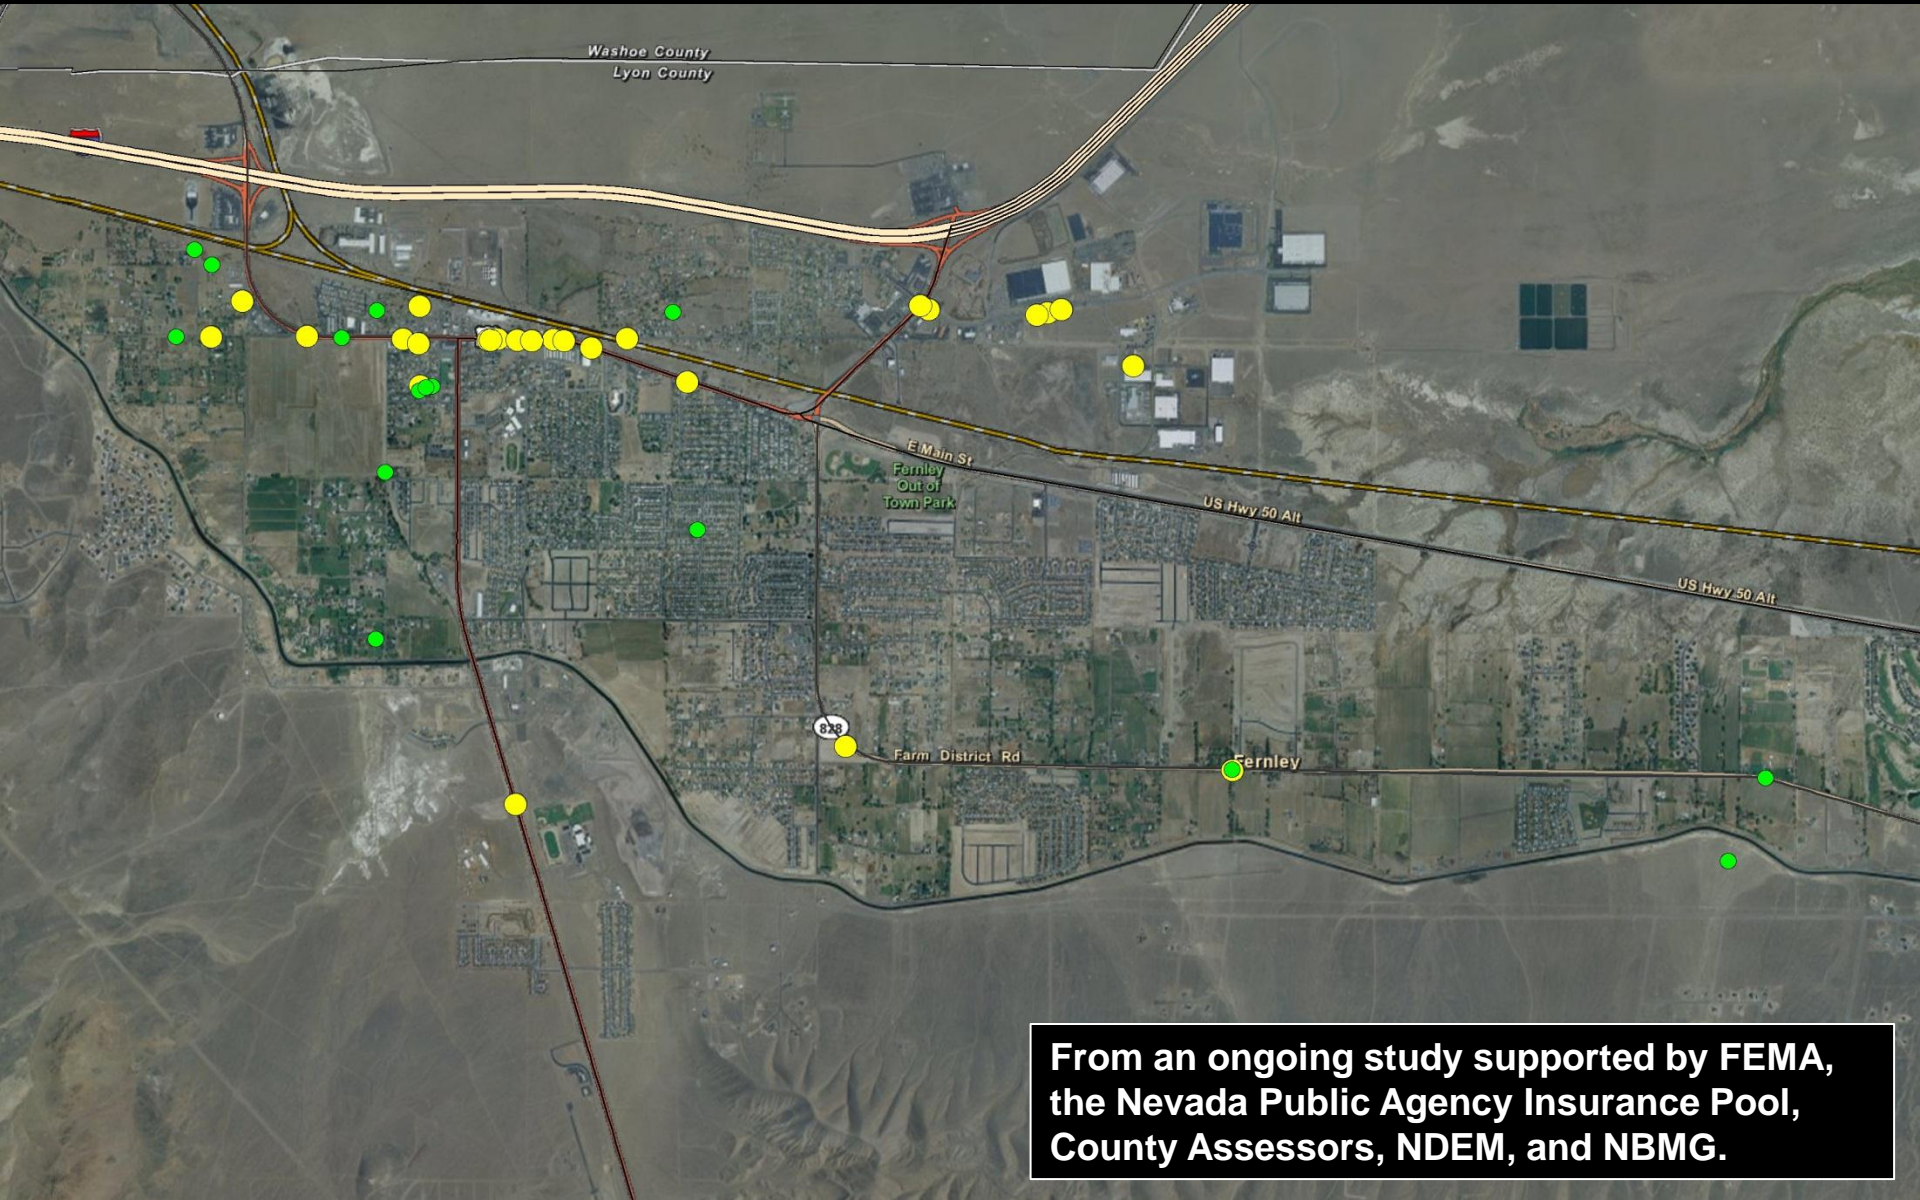 Washoe County
Lyon County
E Main St
Fernley
Out of
Town Park
US Hwy 50 Alt
US Hwy 50 Alt
828
Farm District Rd
Fernley
From an ongoing study supported by FEMA,
the Nevada Public Agency Insurance Pool,
County Assessors, NDEM, and NBMG.